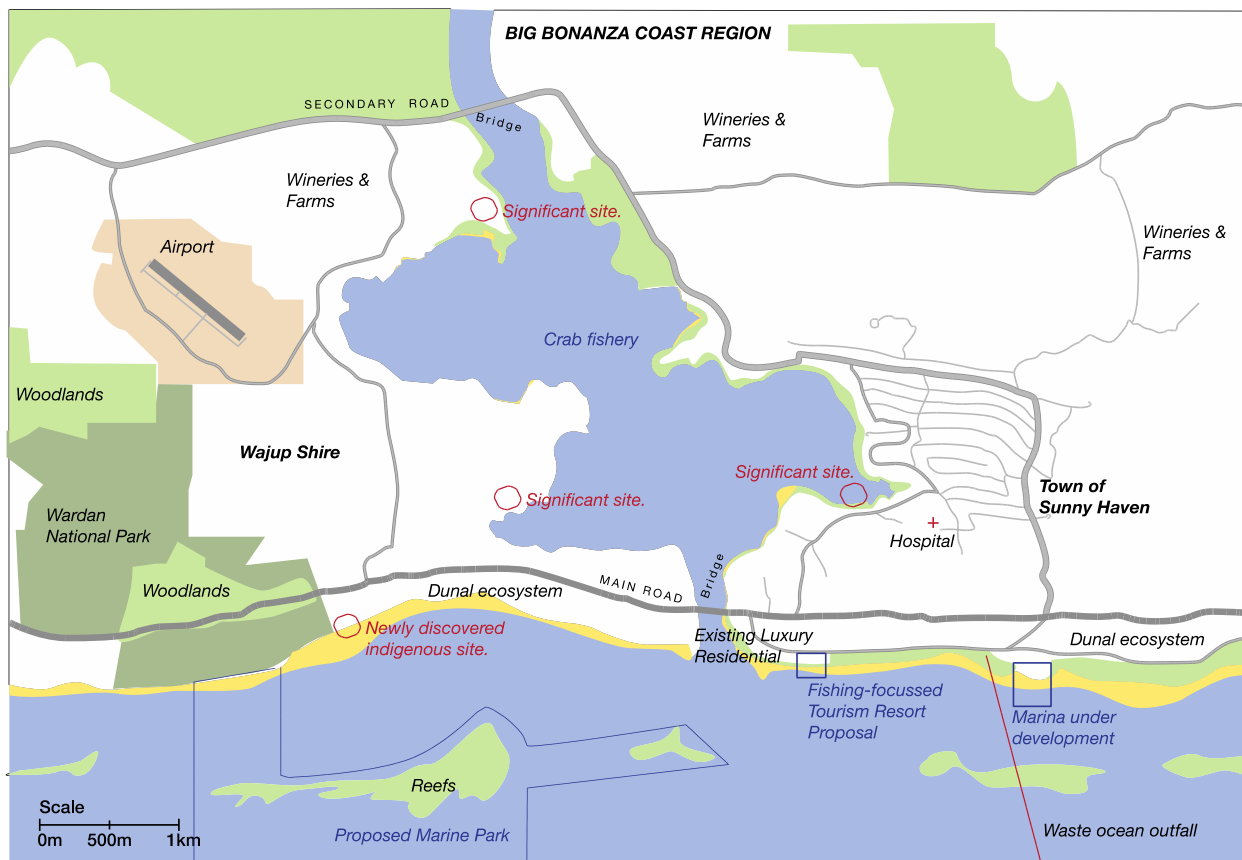 BIG BONANZA COAST REGION
SECONDARY ROAD
Bridge
Wineries &
Farms
Wineries &
Farms
Significant site.
Wineries &
Farms
Airport
Crab fishery
Woodlands
Wajup Shire
Significant site.
Significant site.
Town of
Sunny Haven
Wardan
National Park
Hospital
Woodlands
Dunal ecosystem
MAIN ROAD
Bridge
Newly discovered
indigenous site.
Existing Luxury
Residential
Dunal ecosystem
Fishing-focussed
Tourism Resort
Proposal
Marina under
development
Reefs
Proposed Marine Park
Waste ocean outfall
Scale
0m 500m 1km